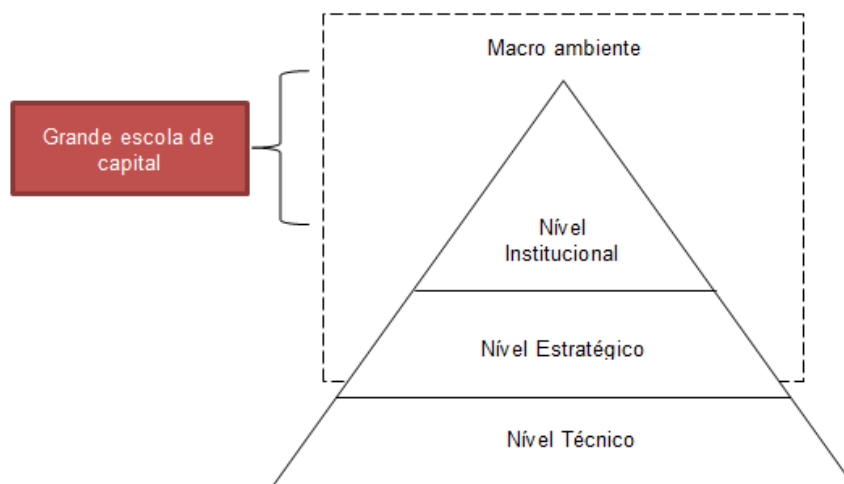 Macro ambiente
Grande escola de
capital
Nível
Institucional
Nível Estratégico
Nível Técnico